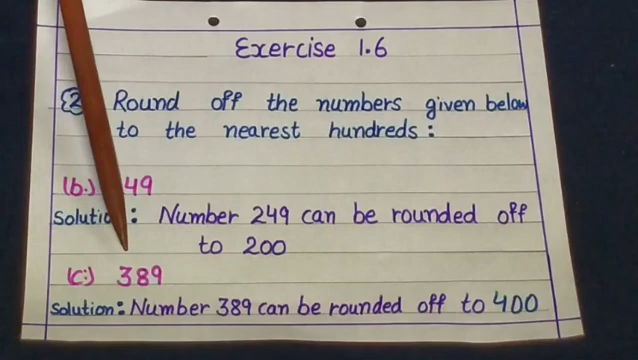 Exercise 1.6
Round off the numbers given below
to the nearest hundreds:
(b.) 49
Solutio : Number 249 can be rounded off
to 200
(c.) 389
Solution: Number 389 can be rounded off to 400